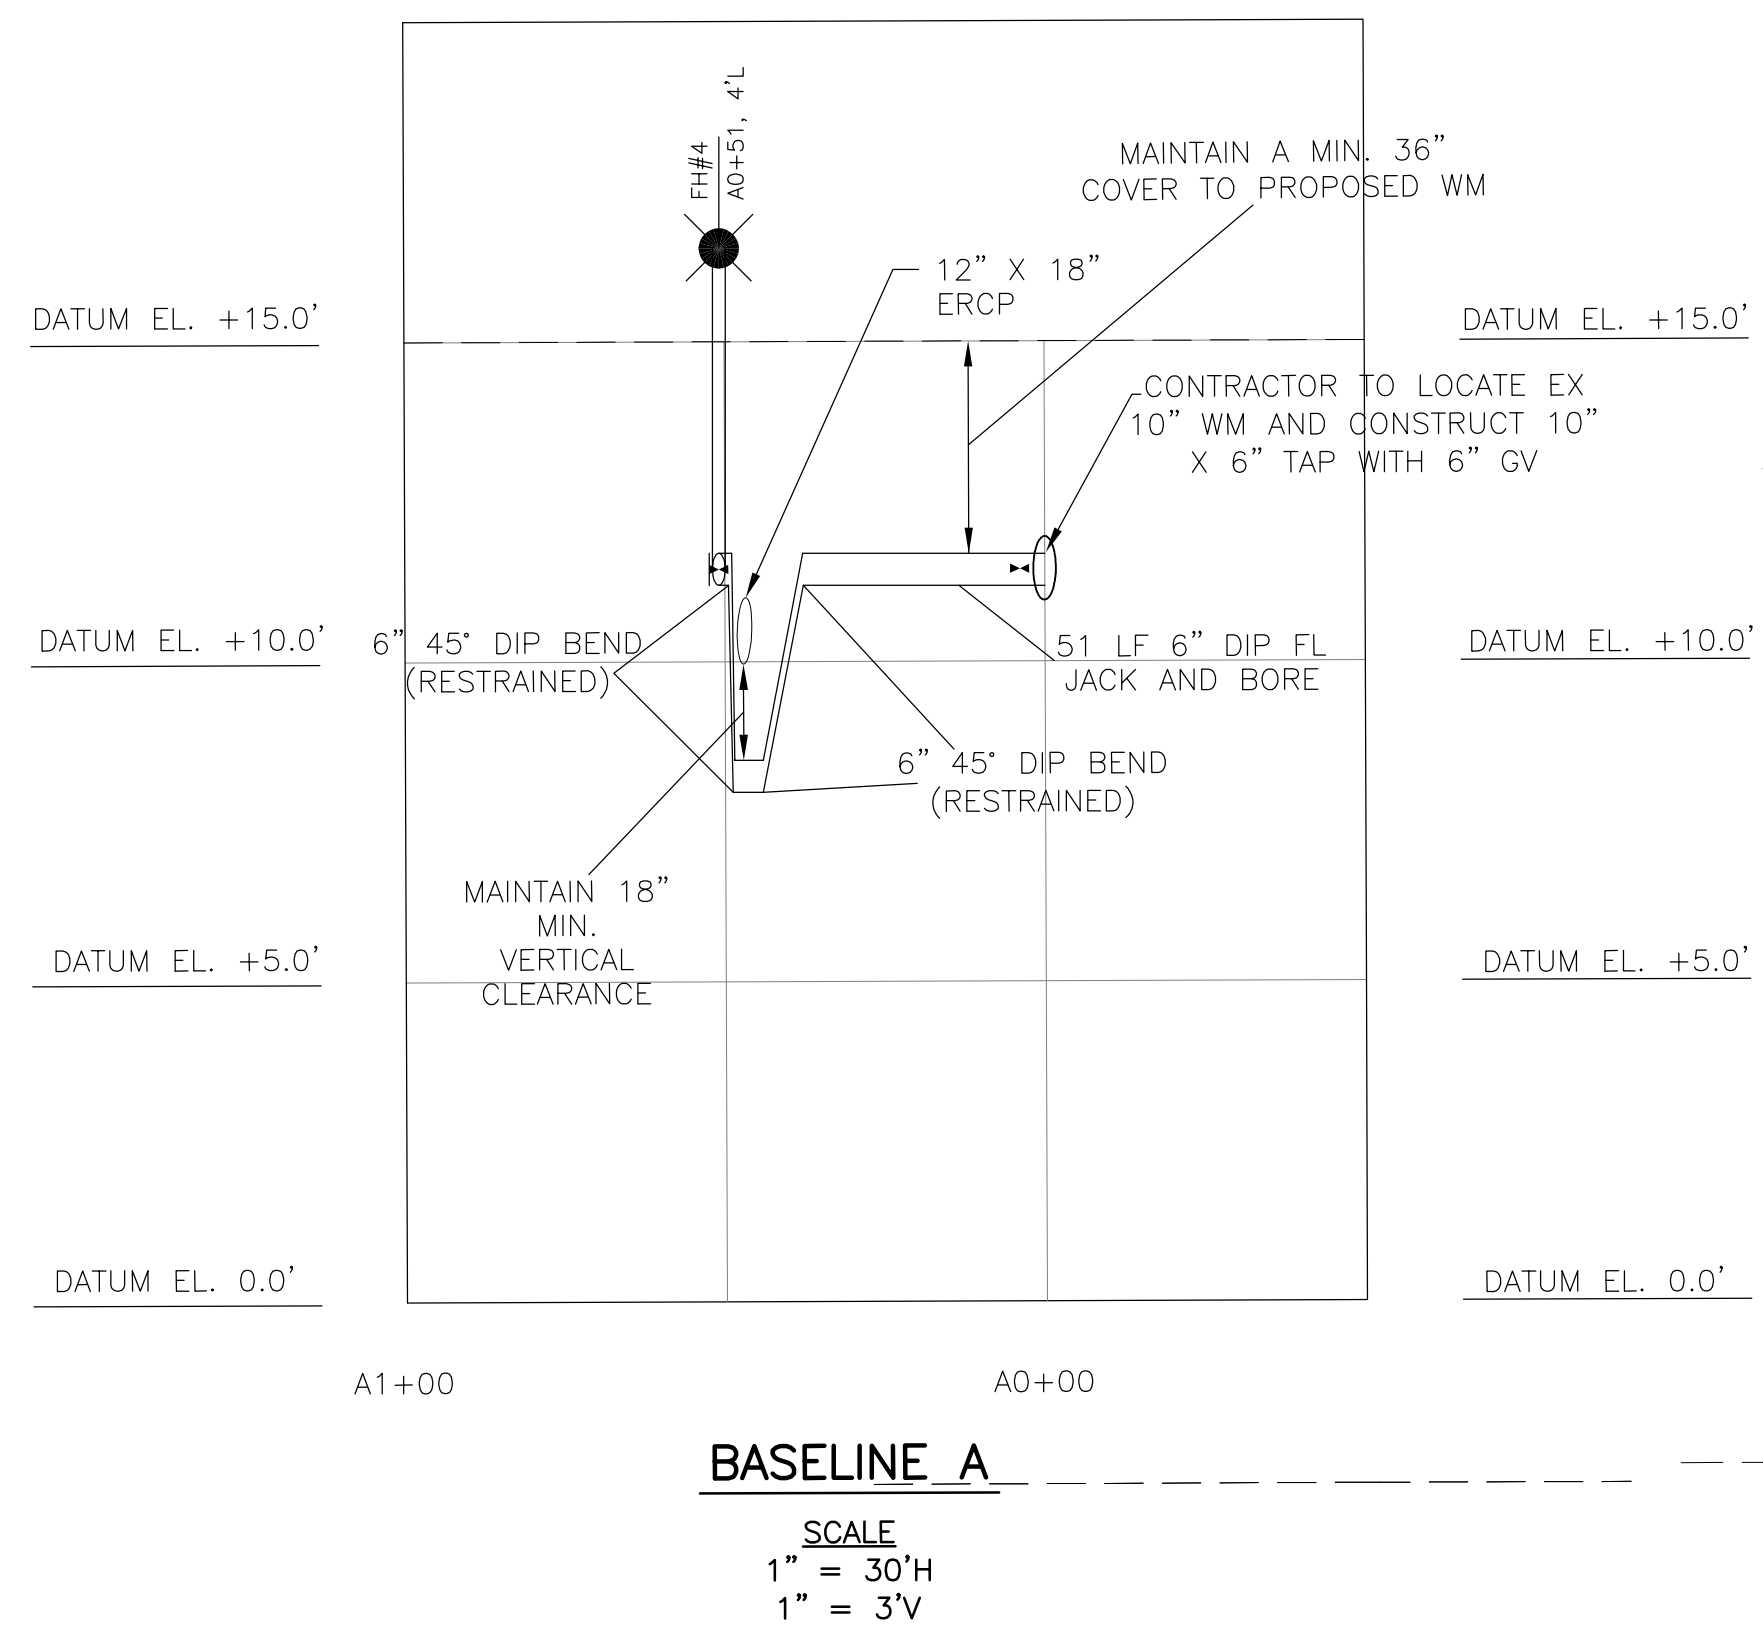 FH#4
A0+51, 4'L
MAINTAIN A MIN. 36"
COVER TO PROPOSED WM
12" X 18"
ERCP
DATUM EL. +15.0'
DATUM EL. +15.0'
CONTRACTOR TO LOCATE EX
10" WM AND CONSTRUCT 10"
X 6" TAP WITH 6" GV
DATUM EL. +10.0'
6" 45° DIP BEND
(RESTRAINED)
51 LF 6" DIP FL
JACK AND BORE
DATUM EL. +10.0'
6" 45° DIP BEND
(RESTRAINED)
MAINTAIN 18"
MIN.
VERTICAL
CLEARANCE
DATUM EL. +5.0'
DATUM EL. +5.0'
DATUM EL. 0.0'
DATUM EL. 0.0'
A1+00
A0+00
BASELINE A
SCALE
1" = 30'H
1" = 3'V